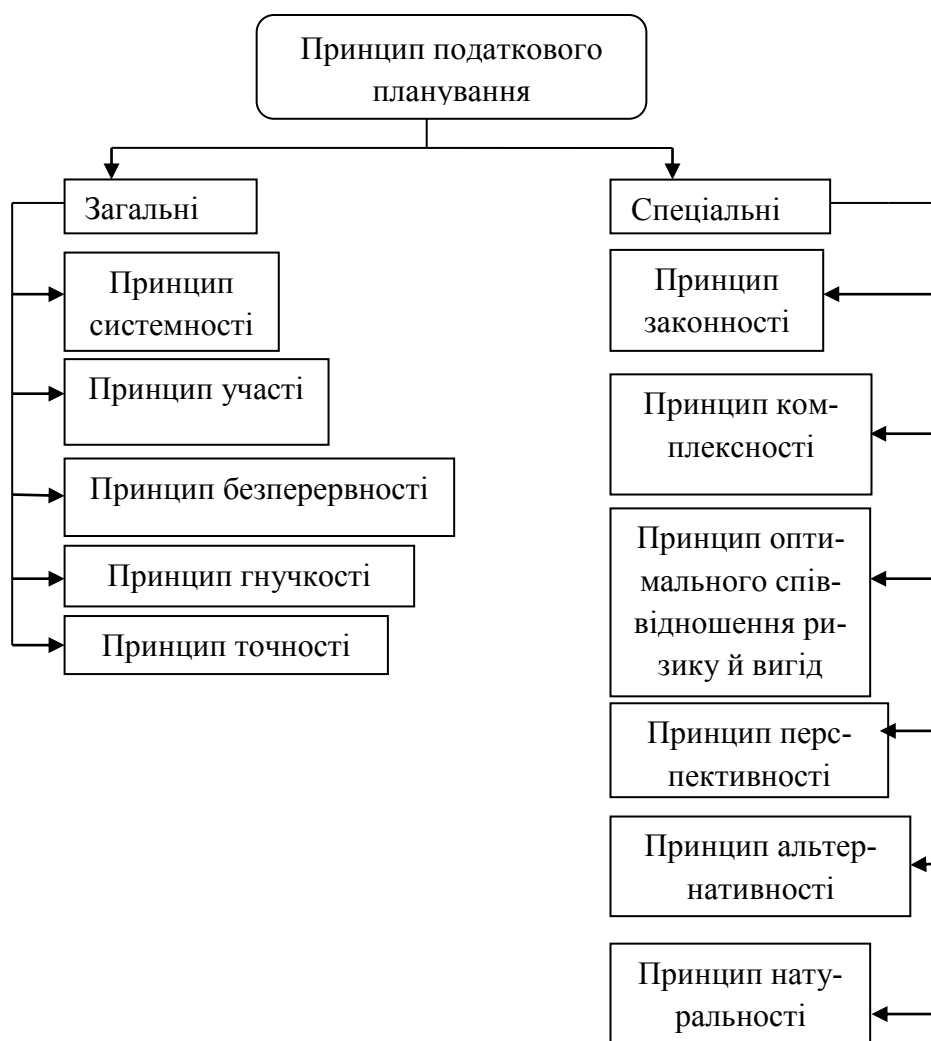 Принцип податкового
планування
Загальні
Принцип
системності
Принцип участі
Принцип безперервності
Принцип гнучкості
Принцип точності
Спеціальні
Принцип
законності
Принцип ком-
плексності
Принцип опти-
мального спів-
відношення ри-
зику й вигід
Принцип перс-
пективності
Принцип альтер-
нативності
Принцип нату-
ральності